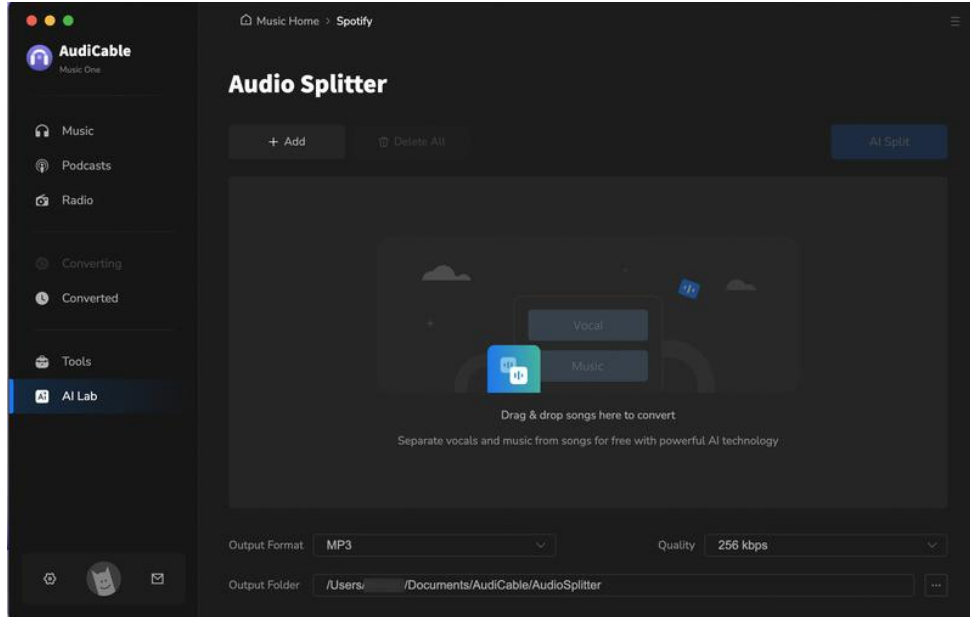 Music Home > Spotify
AudiCable
Music One
Music
Podcasts
Radio
Converting
Converted
Tools
Ai AI Lab
Audio Splitter
+ Add
Delete All
AI Split
Vocal
Music
Drag & drop songs here to convert
Separate vocals and music from songs for free with powerful AI technology
Output Format MP3 Quality 256 kbps
Output Folder /Users/ /Documents/AudiCable/AudioSplitter ...